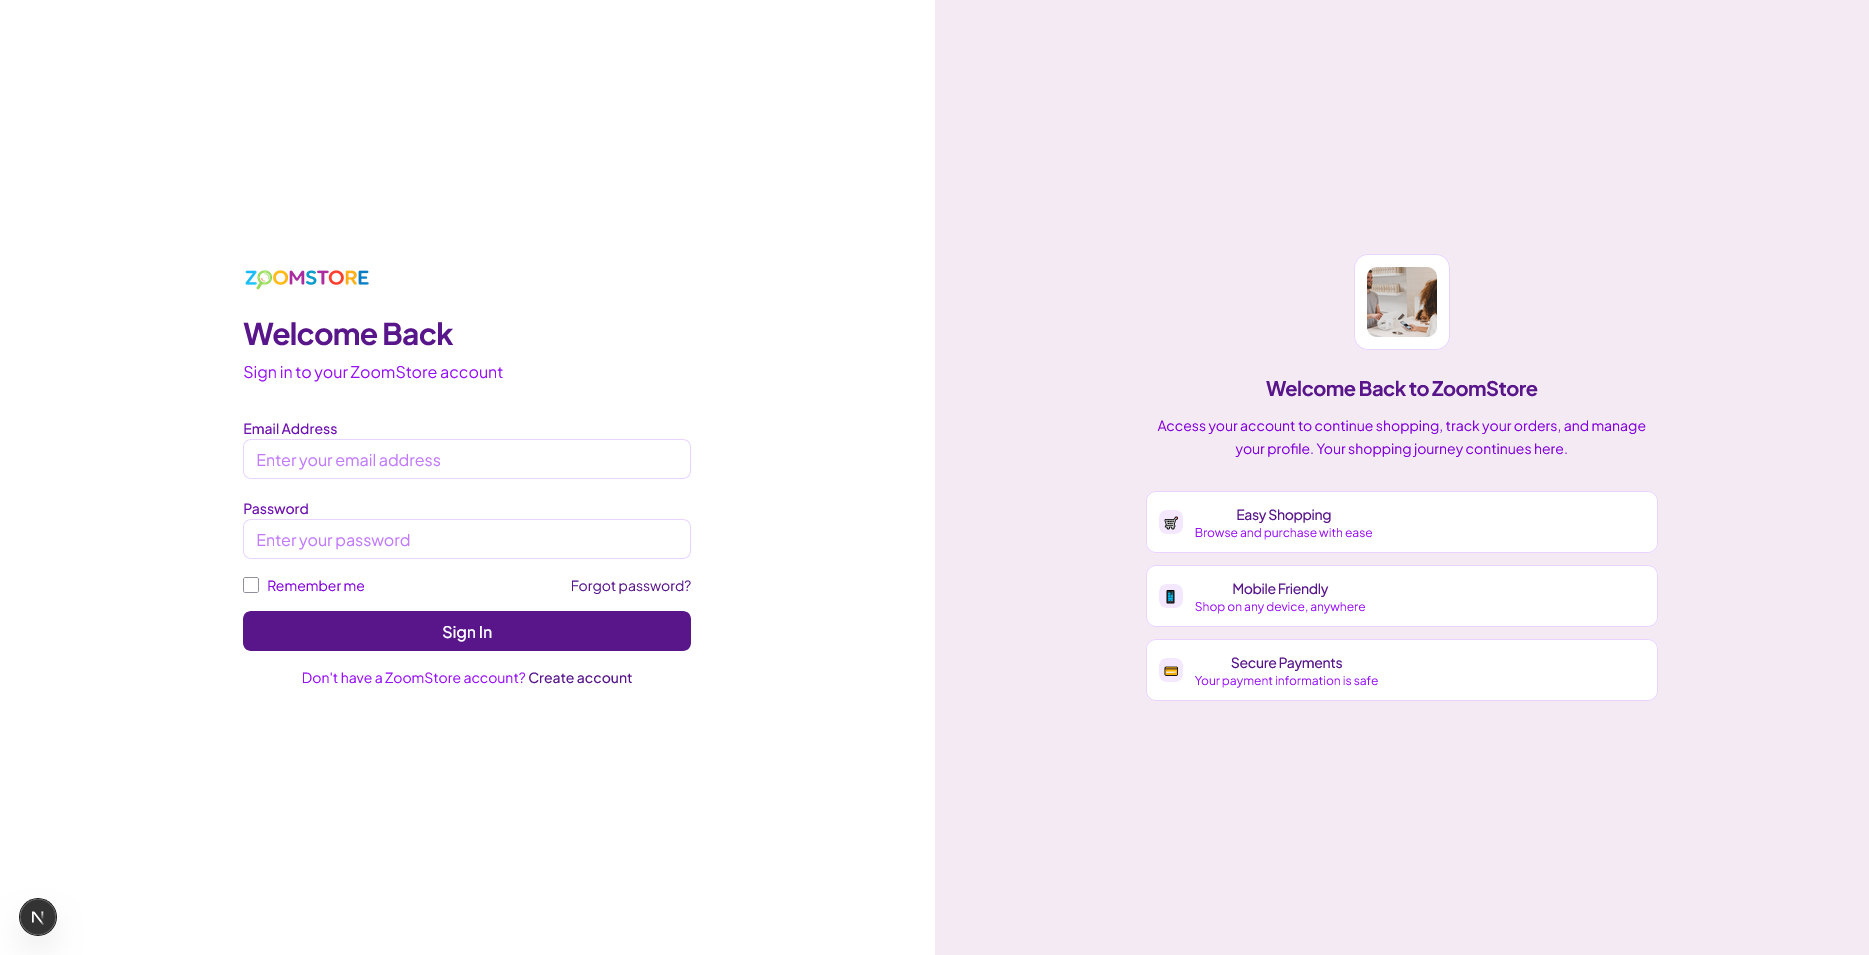 ZOOMSTORE
Welcome Back
Sign in to your ZoomStore account
Email Address
Enter your email address
Password
Enter your password
Remember me
Forgot password?
Sign In
Don't have a ZoomStore account? Create account
N
Welcome Back to ZoomStore
Access your account to continue shopping, track your orders, and manage
your profile. Your shopping journey continues here.
Easy Shopping
Browse and purchase with ease
Mobile Friendly
Shop on any device, anywhere
Secure Payments
Your payment information is safe